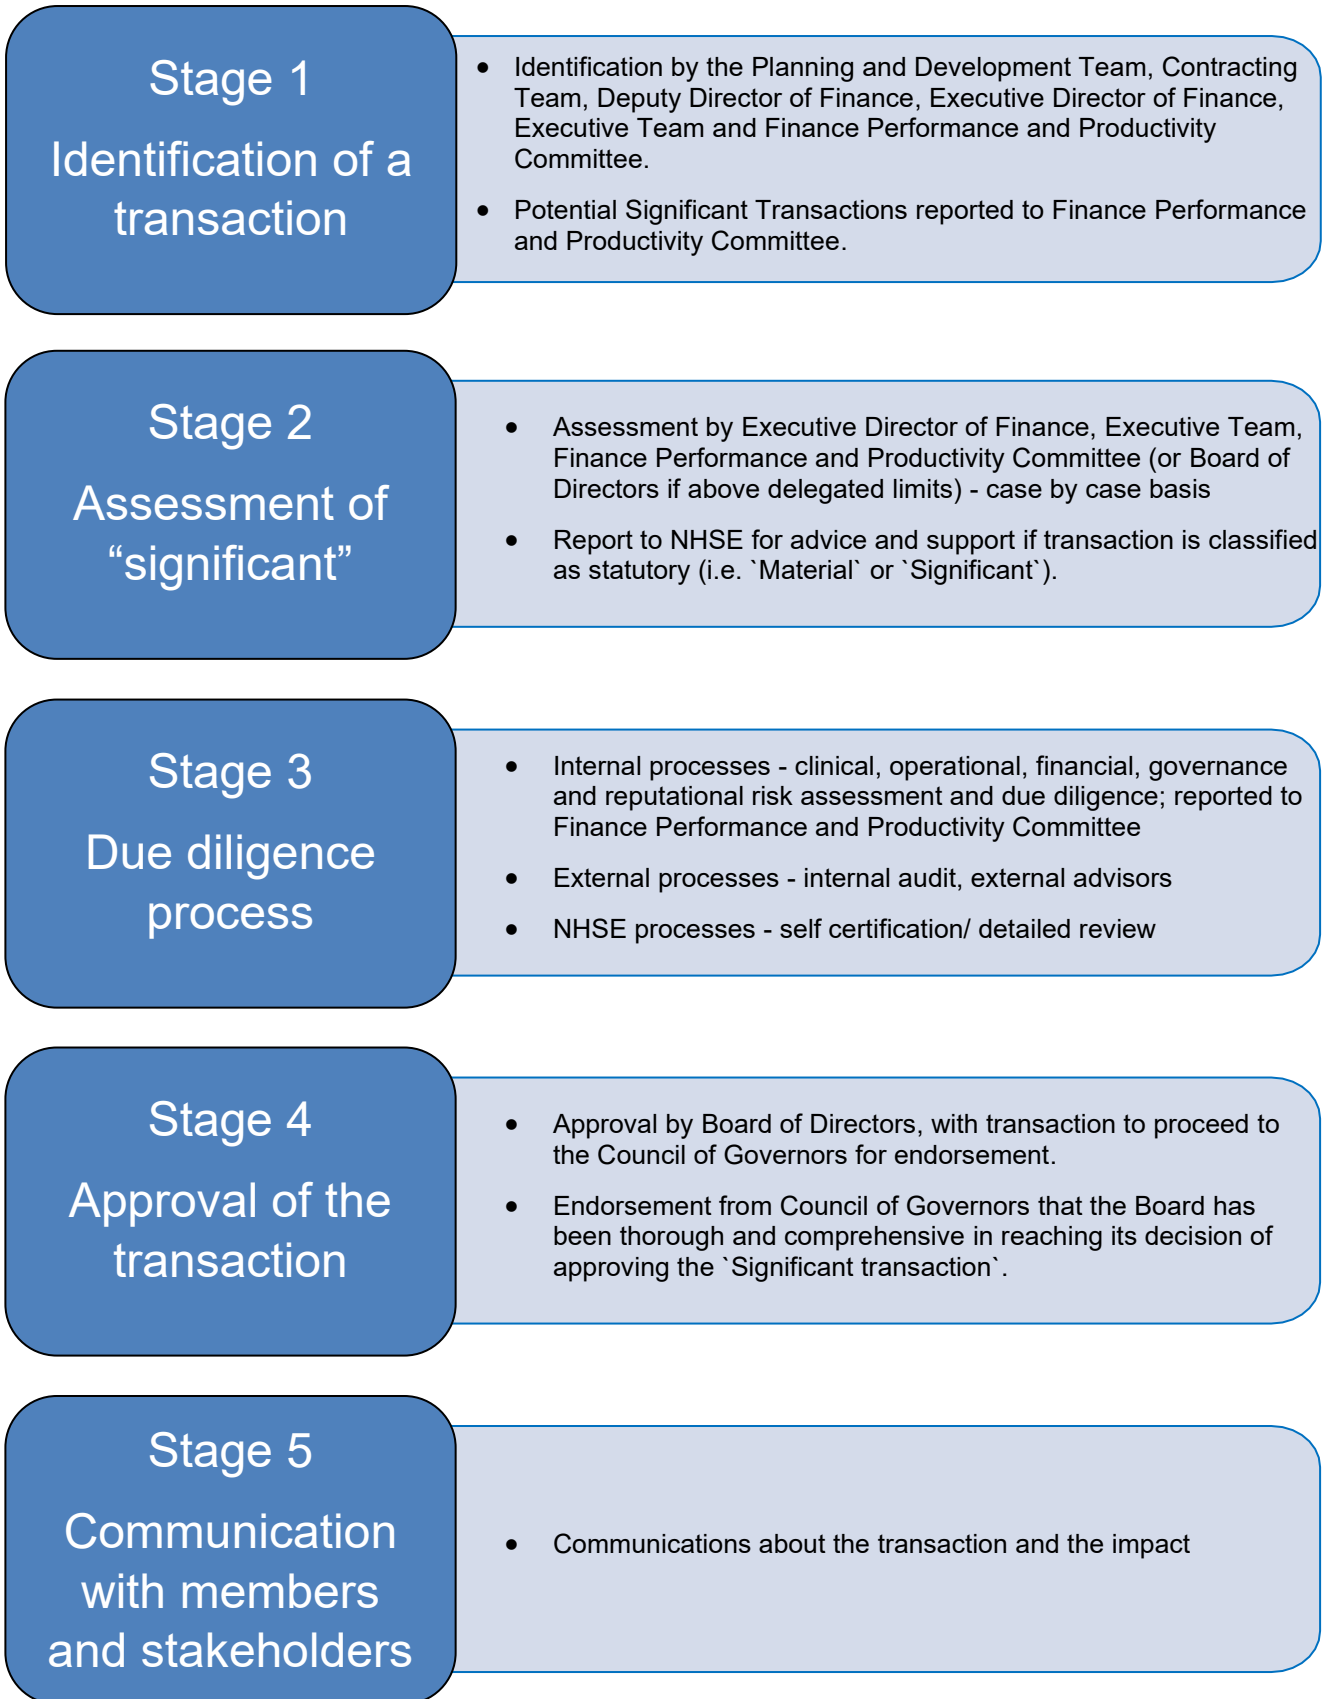 Stage 1
Identification of a
transaction
• Identification by the Planning and Development Team, Contracting
Team, Deputy Director of Finance, Executive Director of Finance,
Executive Team and Finance Performance and Productivity
Committee.
• Potential Significant Transactions reported to Finance Performance
and Productivity Committee.
Stage 2
Assessment of
“significant”
• Assessment by Executive Director of Finance, Executive Team,
Finance Performance and Productivity Committee (or Board of
Directors if above delegated limits) - case by case basis
• Report to NHSE for advice and support if transaction is classified
as statutory (i.e. `Material` or `Significant`).
Stage 3
Due diligence
process
• Internal processes - clinical, operational, financial, governance
and reputational risk assessment and due diligence; reported to
Finance Performance and Productivity Committee
• External processes - internal audit, external advisors
• NHSE processes - self certification/ detailed review
Stage 4
Approval of the
transaction
• Approval by Board of Directors, with transaction to proceed to
the Council of Governors for endorsement.
• Endorsement from Council of Governors that the Board has
been thorough and comprehensive in reaching its decision of
approving the `Significant transaction`.
Stage 5
Communication
with members
and stakeholders
• Communications about the transaction and the impact